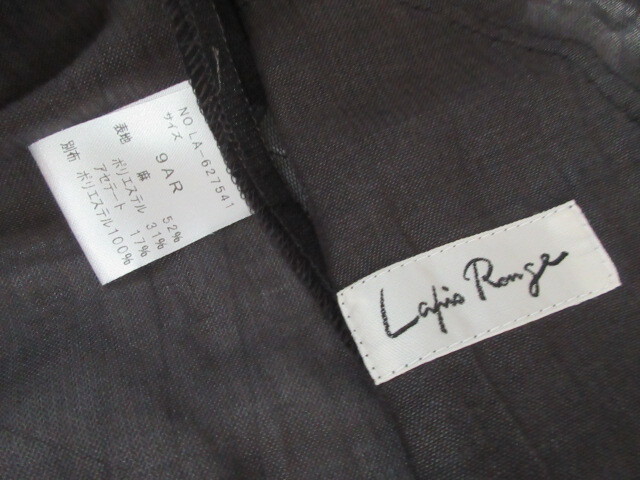 NO LA-627541
サイズ 9AR
表地 麻 52%
ポリエステル 31%
アセテート 17%
別布 ポリエステル100%
Lapis Rouge